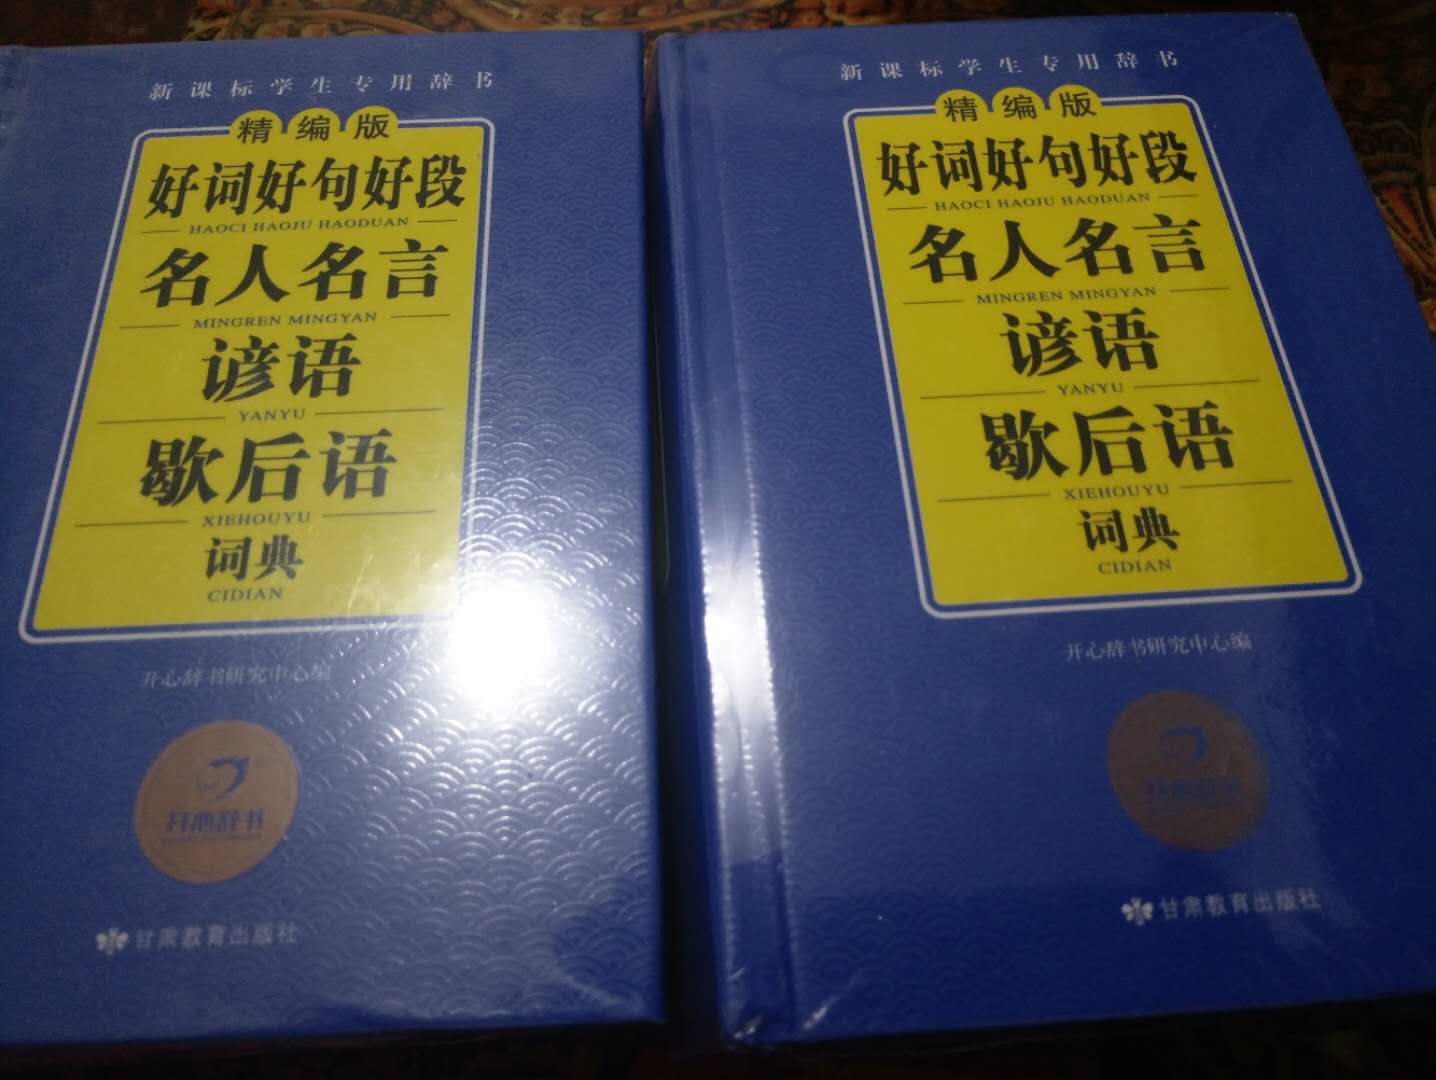 新课标学生专用辞书
精编版
好词好句好段
HAOCI HAOJU HAODUAN
名人名言
MINGREN MINGYAN
谚语
YANYU
歇后语
XIEHOUYU
词典
CIDIAN
开心辞书研究中心编
开心辞书
甘肃教育出版社
新课标学生专用辞书
精编版
好词好句好段
HAOCI HAOJU HAODUAN
名人名言
MINGREN MINGYAN
谚语
YANYU
歇后语
XIEHOUYU
词典
CIDIAN
开心辞书研究中心编
开心辞书
甘肃教育出版社